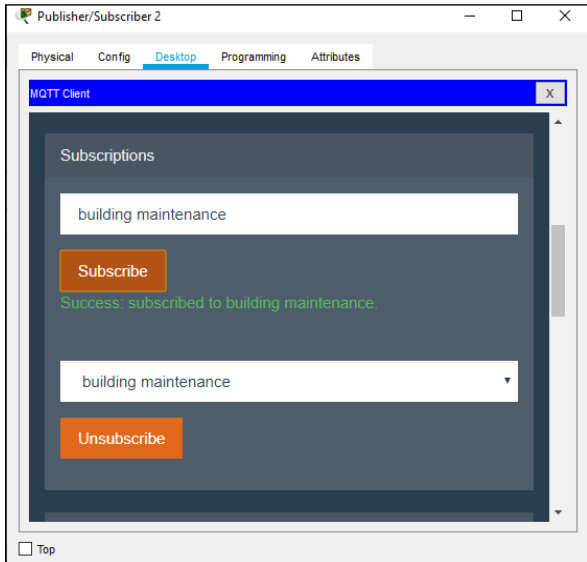 Publisher/Subscriber 2
Physical Config Desktop Programming Attributes
MQTT Client X
Subscriptions
building maintenance
Subscribe
Success: subscribed to building maintenance.
building maintenance
Unsubscribe
Top